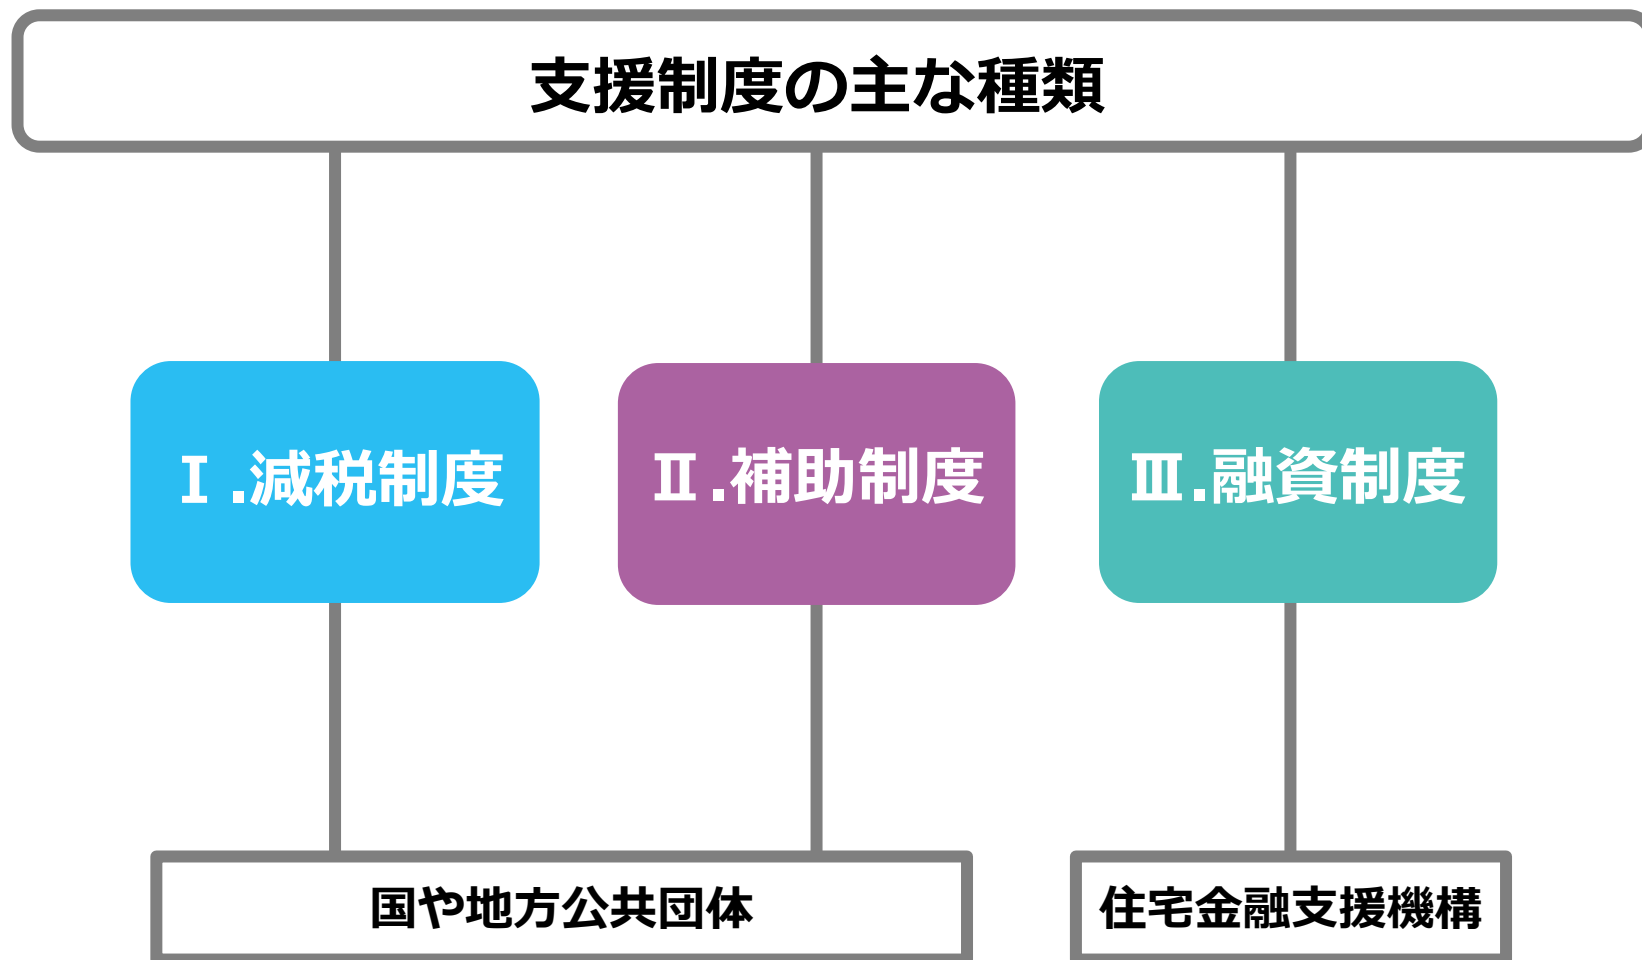 支援制度の主な種類
Ⅰ.減税制度
Ⅱ.補助制度
Ⅲ.融資制度
国や地方公共団体
住宅金融支援機構